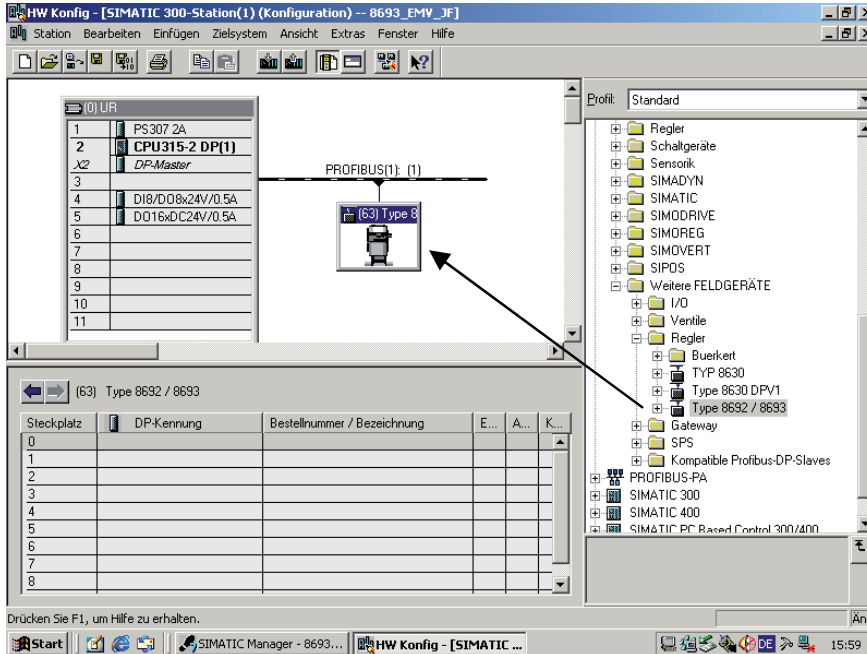 HW Konfig - [SIMATIC 300-Station(1) (Konfiguration) -- 8693_EMV_JF]
Station Bearbeiten Einfügen Zielsystem Ansicht Extras Fenster Hilfe
(0) UR
1 PS307 2A
2 CPU315-2 DP(1)
X2 DP-Master
3
4 DI8/DO8x24V/0.5A
5 DO16xDC24V/0.5A
6
7
8
9
10
11
PROFIBUS(1): (1)
(63) Type 8
Profil: Standard
Regler
Schaltgeräte
Sensorik
SIMADYN
SIMATIC
SIMODRIVE
SIMOREG
SIMOVERT
SIPOS
Weitere FELDGERÄTE
I/O
Ventile
Regler
Buerkert
TYP 8630
Type 8630 DPV1
Type 8692 / 8693
Gateway
SPS
Kompatible Profibus-DP-Slaves
PROFIBUS-PA
SIMATIC 300
SIMATIC 400
SIMATIC PC Based Control 300/400
(63) Type 8692 / 8693
Steckplatz DP-Kennung Bestellnummer / Bezeichnung E... A... K...
0
1
2
3
4
5
6
7
8
Drücken Sie F1, um Hilfe zu erhalten.
Än
Start SIMATIC Manager - 8693... HW Konfig - [SIMATIC ... DE 15:59